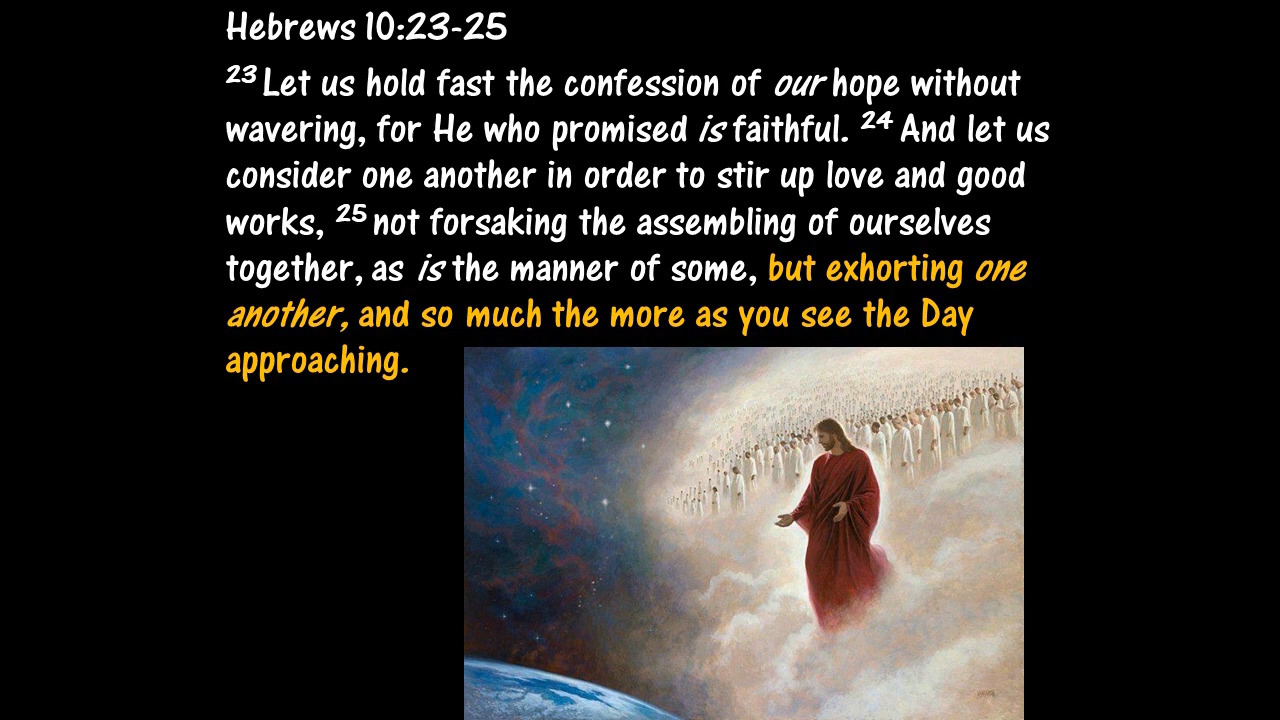 Hebrews 10:23-25
23 Let us hold fast the confession of our hope without
wavering, for He who promised is faithful. 24 And let us
consider one another in order to stir up love and good
works, 25 not forsaking the assembling of ourselves
together, as is the manner of some, but exhorting one
another, and so much the more as you see the Day
approaching.